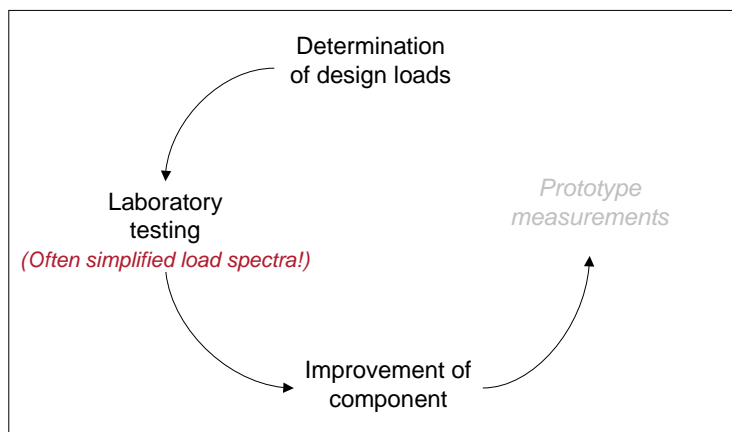 Determination
of design loads
Laboratory
testing
(Often simplified load spectra!)
Prototype
measurements
Improvement of
component